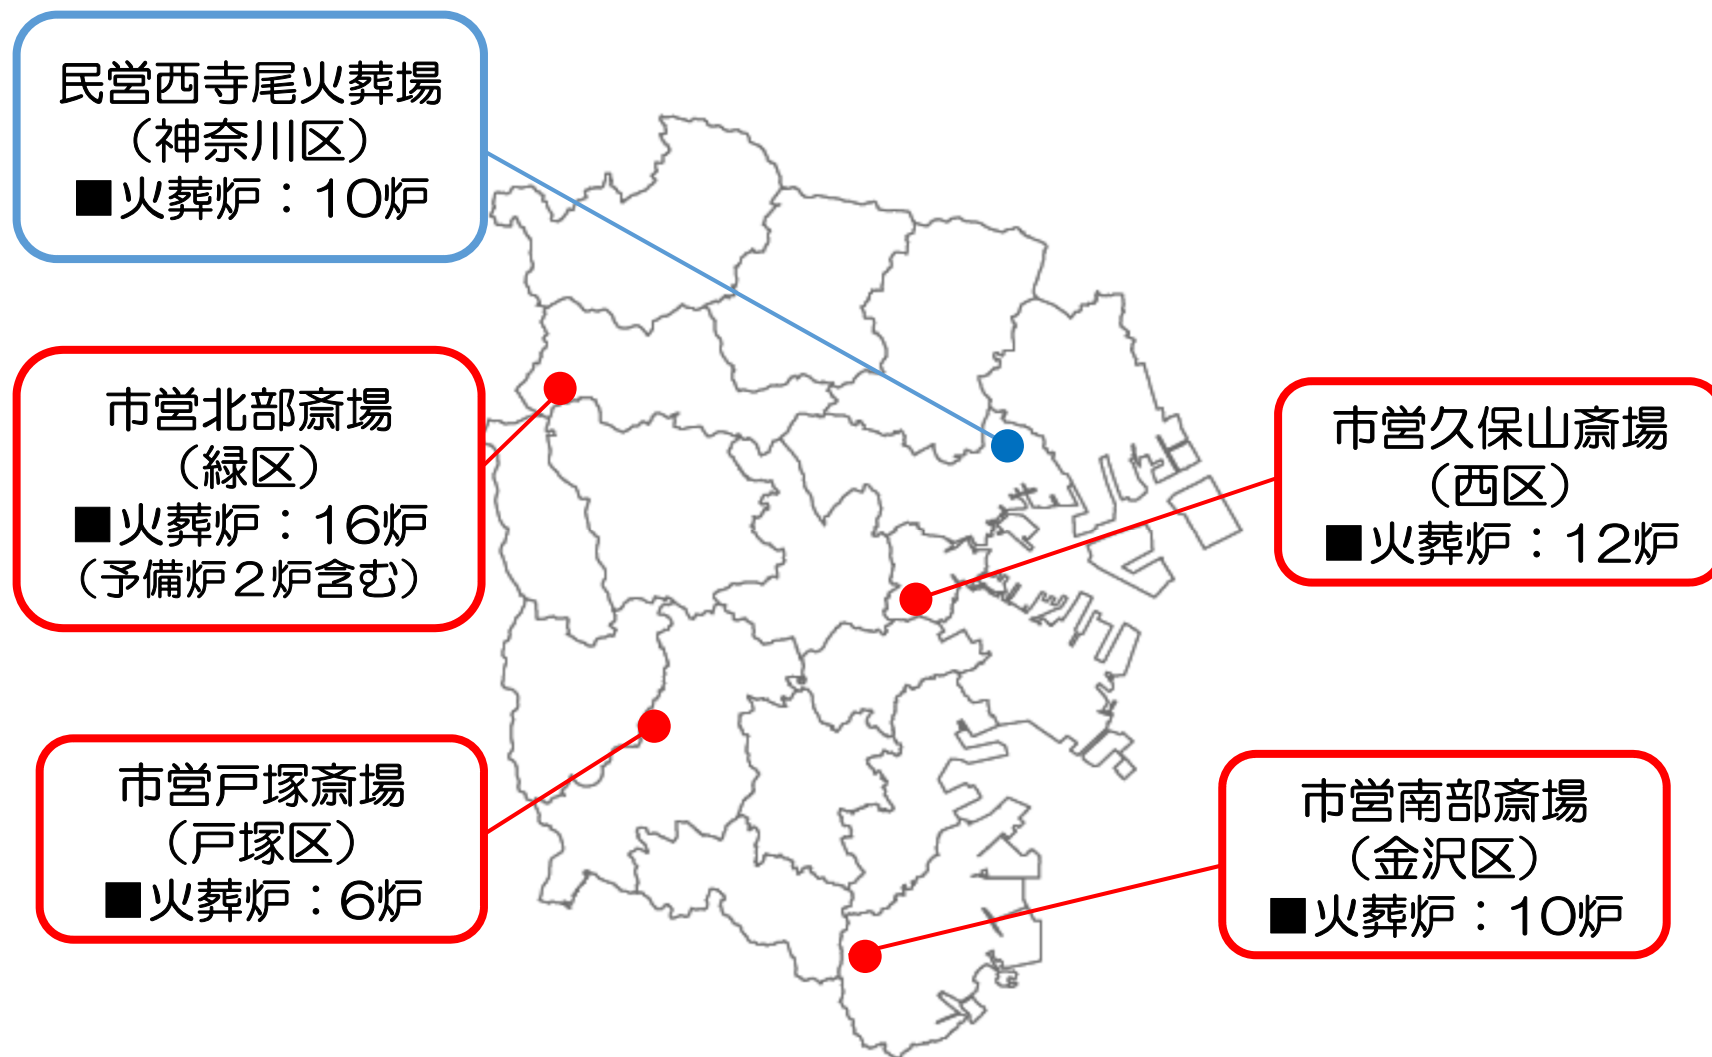 民営西寺尾火葬場
（神奈川区）
■火葬炉：10炉
市営北部斎場
（緑区）
■火葬炉：16炉
（予備炉２炉含む）
市営戸塚斎場
（戸塚区）
■火葬炉：6炉
市営久保山斎場
（西区）
■火葬炉：12炉
市営南部斎場
（金沢区）
■火葬炉：10炉